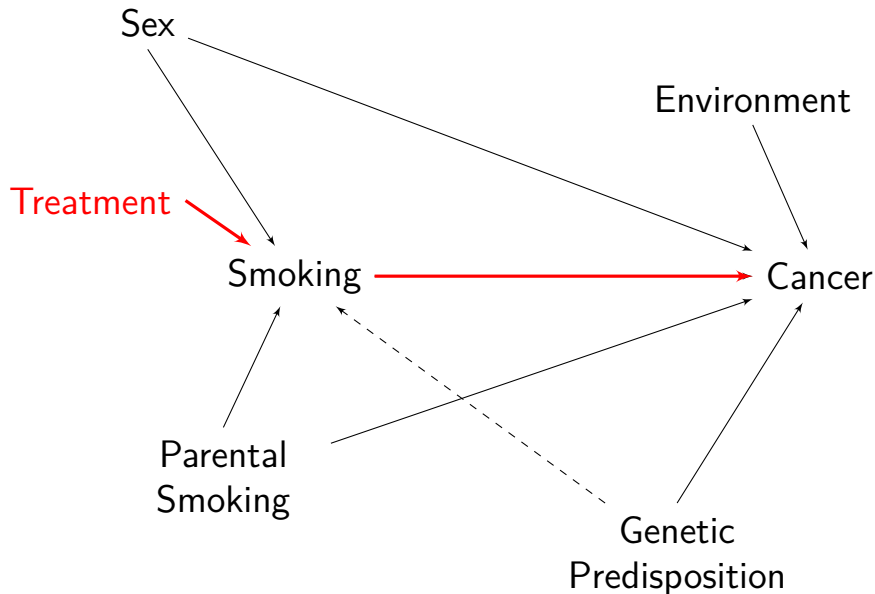 Sex
Environment
Treatment
Smoking
Cancer
Parental
Smoking
Genetic
Predisposition